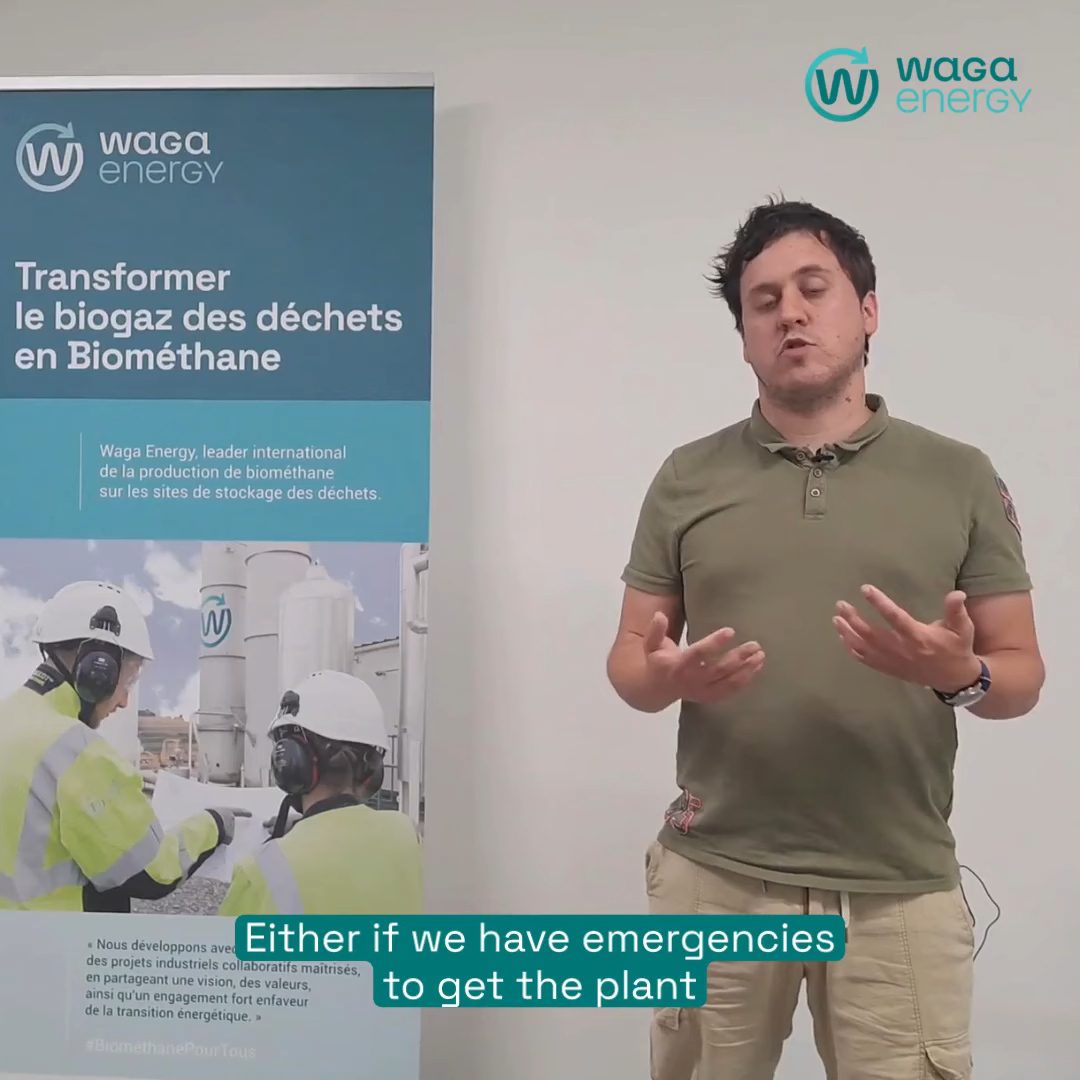 waga
energy
waga
energy
Transformer
le biogaz des déchets
en Biométhane
Waga Energy, leader international
de la production de biométhane
sur les sites de stockage des déchets.
« Nous développons avec
des projets industriels collaboratifs maîtrisés,
en partageant une vision, des valeurs,
ainsi qu'un engagement fort enfaveur
de la transition énergétique. »
#BiométhanePourTous
Either if we have emergencies
to get the plant